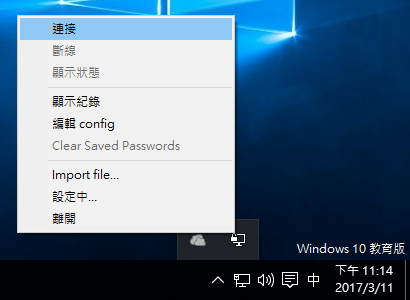 連接
斷線
顯示狀態
顯示紀錄
編輯 config
Clear Saved Passwords
Import file...
設定中...
離開
Windows 10 教育版
中
下午 11:14
2017/3/11